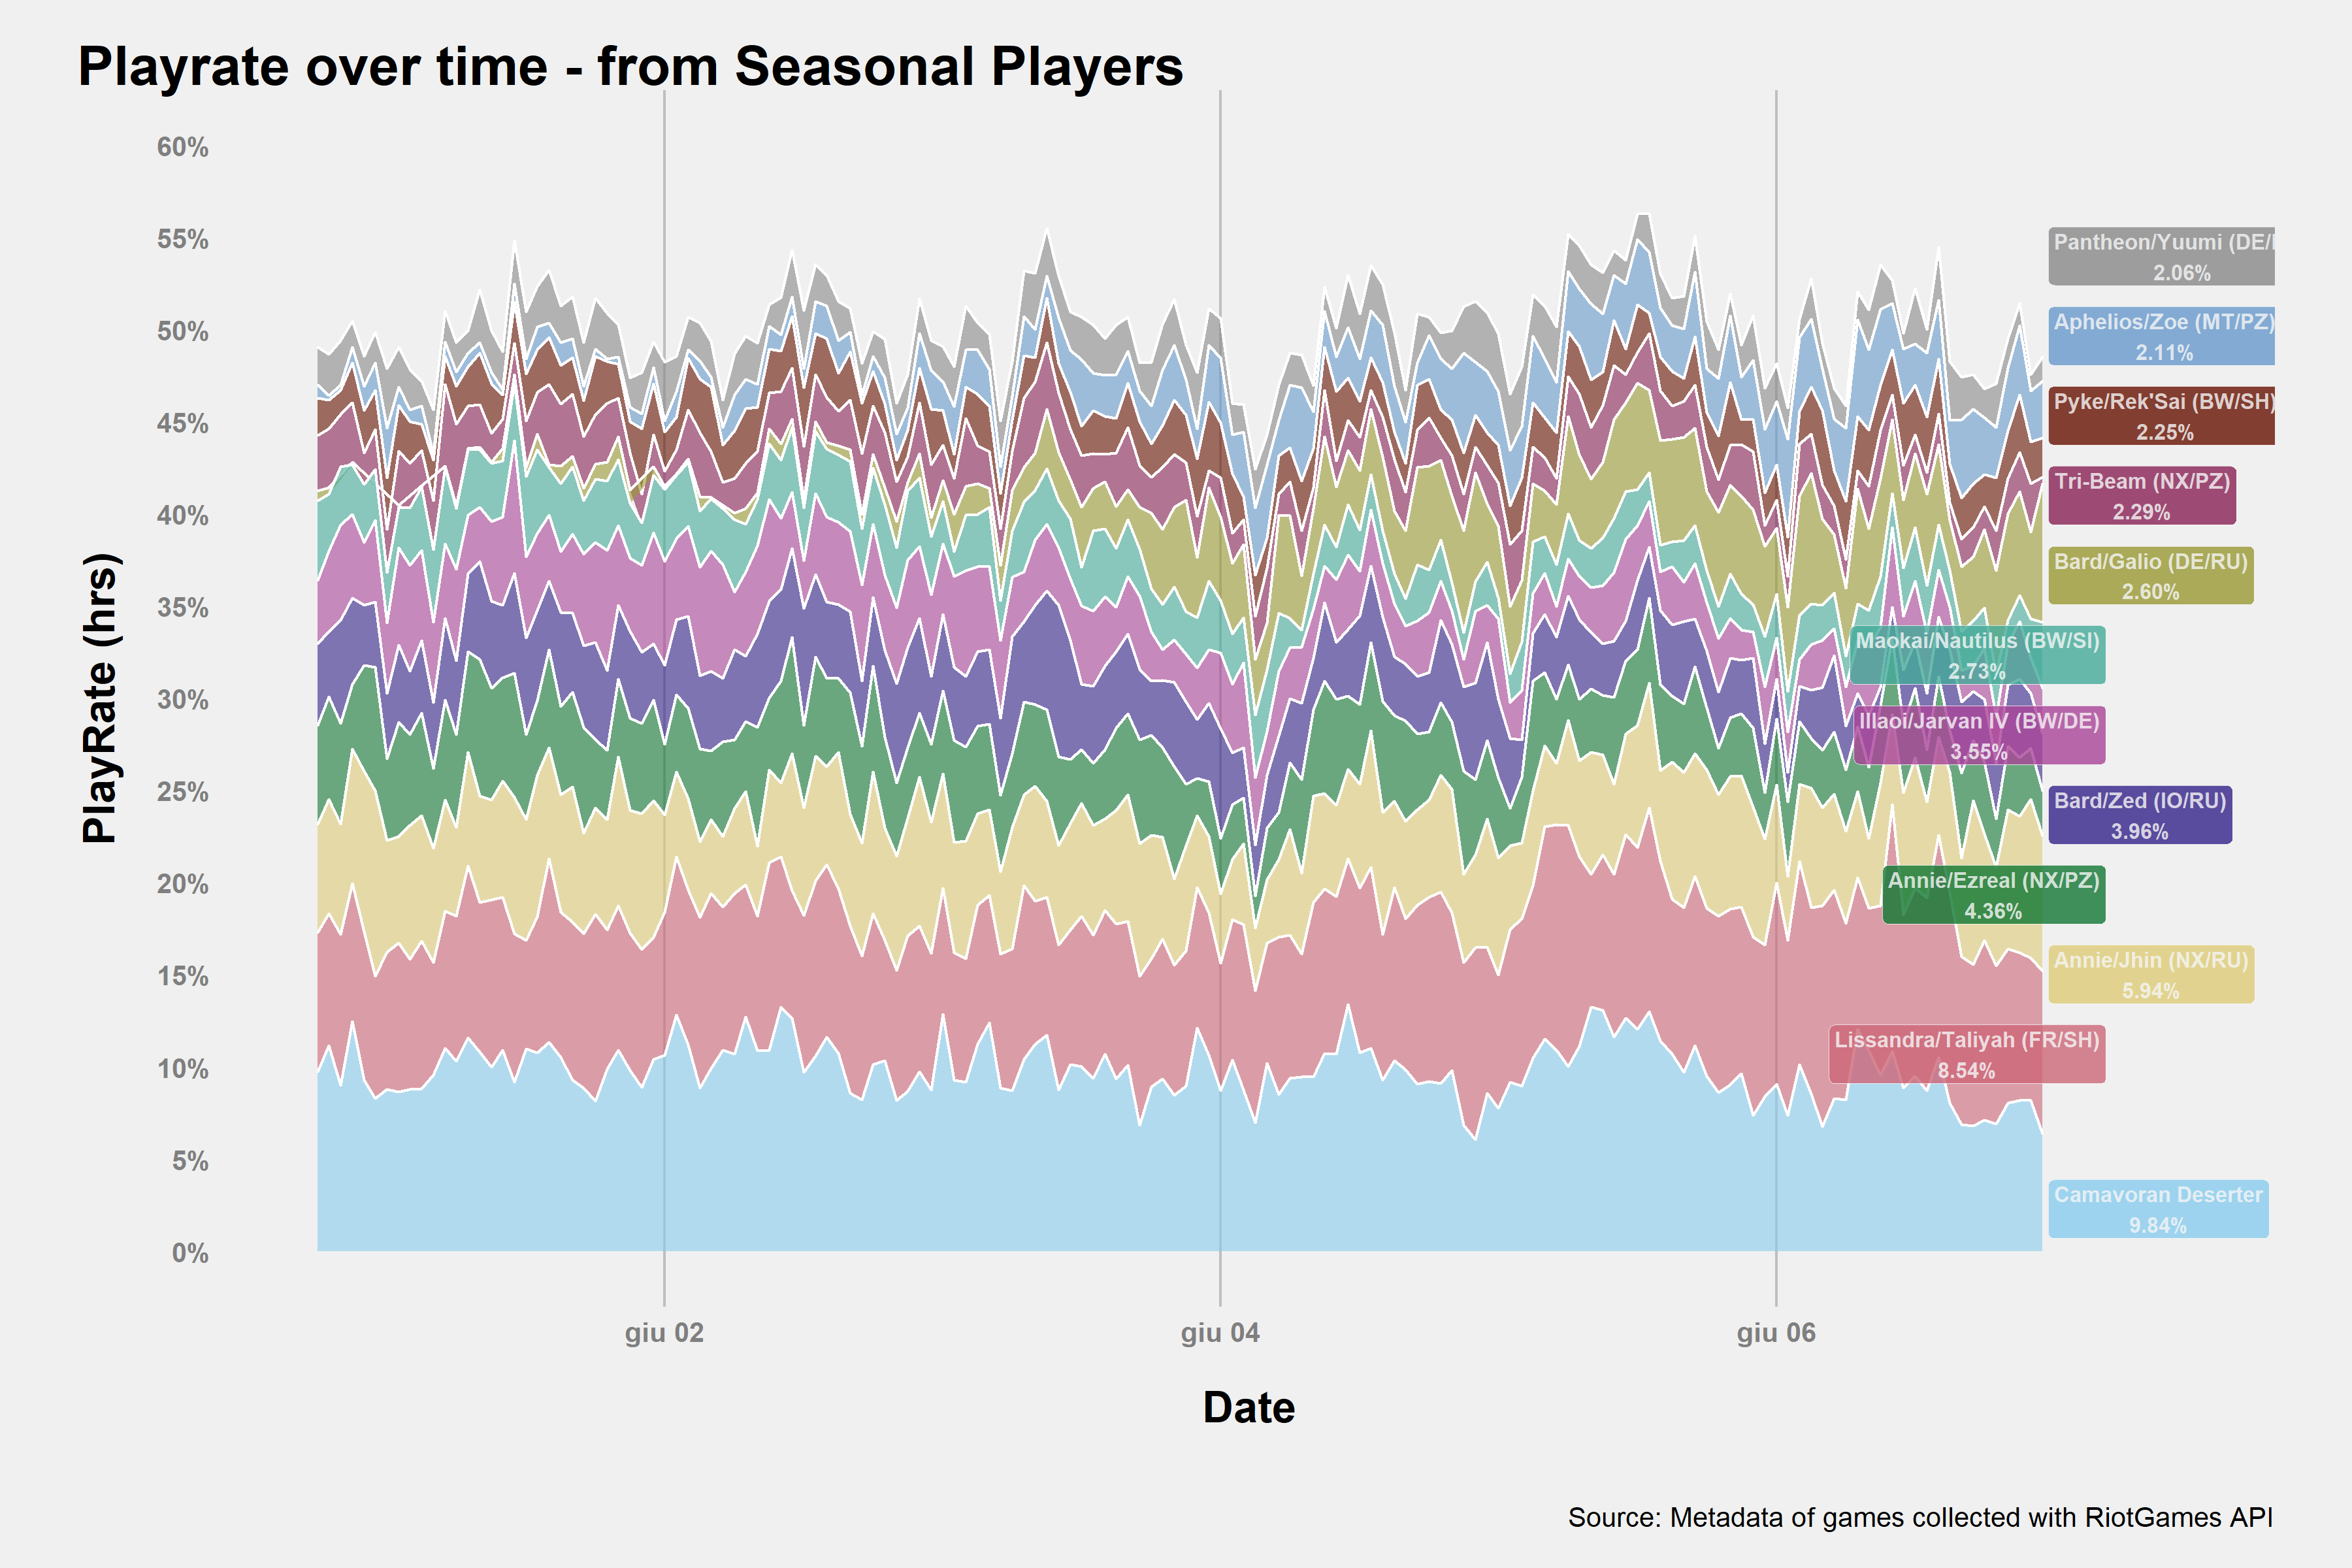 Playrate over time - from Seasonal Players
PlayRate (hrs)
60%
55%
50%
45%
40%
35%
30%
25%
20%
15%
10%
5%
0%
giu 02
giu 04
giu 06
Date
Pantheon/Yuumi (DE/
2.06%
Aphelios/Zoe (MT/PZ)
2.11%
Pyke/Rek'Sai (BW/SH)
2.25%
Tri-Beam (NX/PZ)
2.29%
Bard/Galio (DE/RU)
2.60%
Maokai/Nautilus (BW/SI)
2.73%
Illaoi/Jarvan IV (BW/DE)
3.55%
Bard/Zed (IO/RU)
3.96%
Annie/Ezreal (NX/PZ)
4.36%
Annie/Jhin (NX/RU)
5.94%
Lissandra/Taliyah (FR/SH)
8.54%
Camavoran Deserter
9.84%
Source: Metadata of games collected with RiotGames API